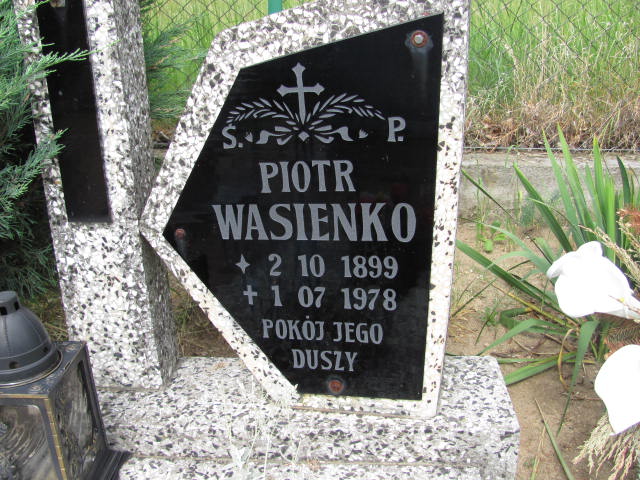 Ś. P.
PIOTR
WASIENKO
2 10 1899
1 07 1978
POKÓJ JEGO
DUSZY